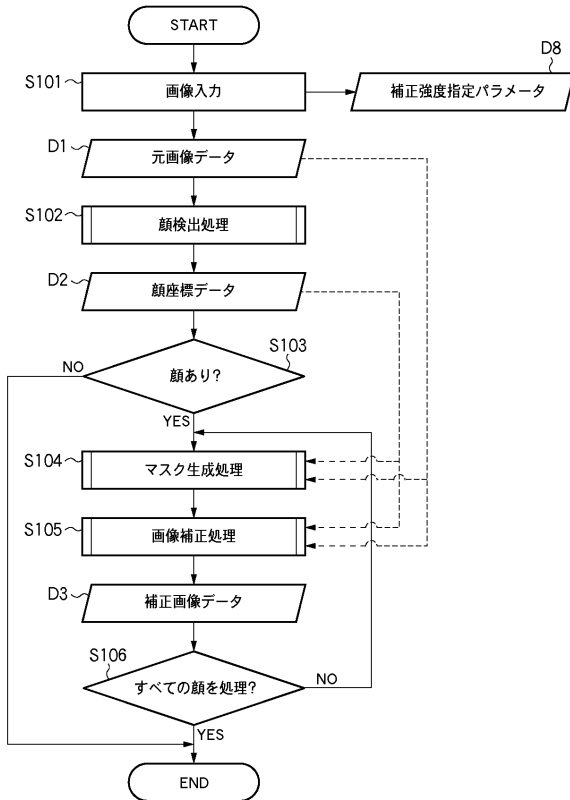 START
S101
画像入力
D8
補正強度指定パラメータ
D1
元画像データ
S102
顔検出処理
D2
顔座標データ
S103
顔あり?
NO
YES
S104
マスク生成処理
S105
画像補正処理
D3
補正画像データ
S106
すべての顔を処理?
NO
YES
END